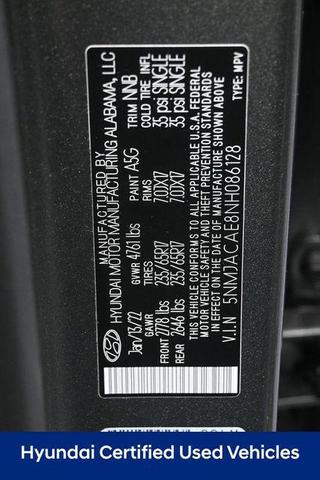 MANUFACTURED BY
HYUNDAI MOTOR MANUFACTURING ALABAMA, LLC
Jan/13/22 GVWR 4761 lbs PAINT A5G TRIM NNB
GAWR TIRES RIMS COLD TIRE INFL
FRONT 2778 lbs 235/65R17 7.0JX17 35 psi SINGLE
REAR 2646 lbs 235/65R17 7.0JX17 35 psi SINGLE
THIS VEHICLE CONFORMS TO ALL APPLICABLE U.S.A. FEDERAL
MOTOR VEHICLE SAFETY AND THEFT PREVENTION STANDARDS
IN EFFECT ON THE DATE OF MANUFACTURE SHOWN ABOVE.
V.I.N 5NMJACAE8NH086128 TYPE: MPV
Hyundai Certified Used Vehicles